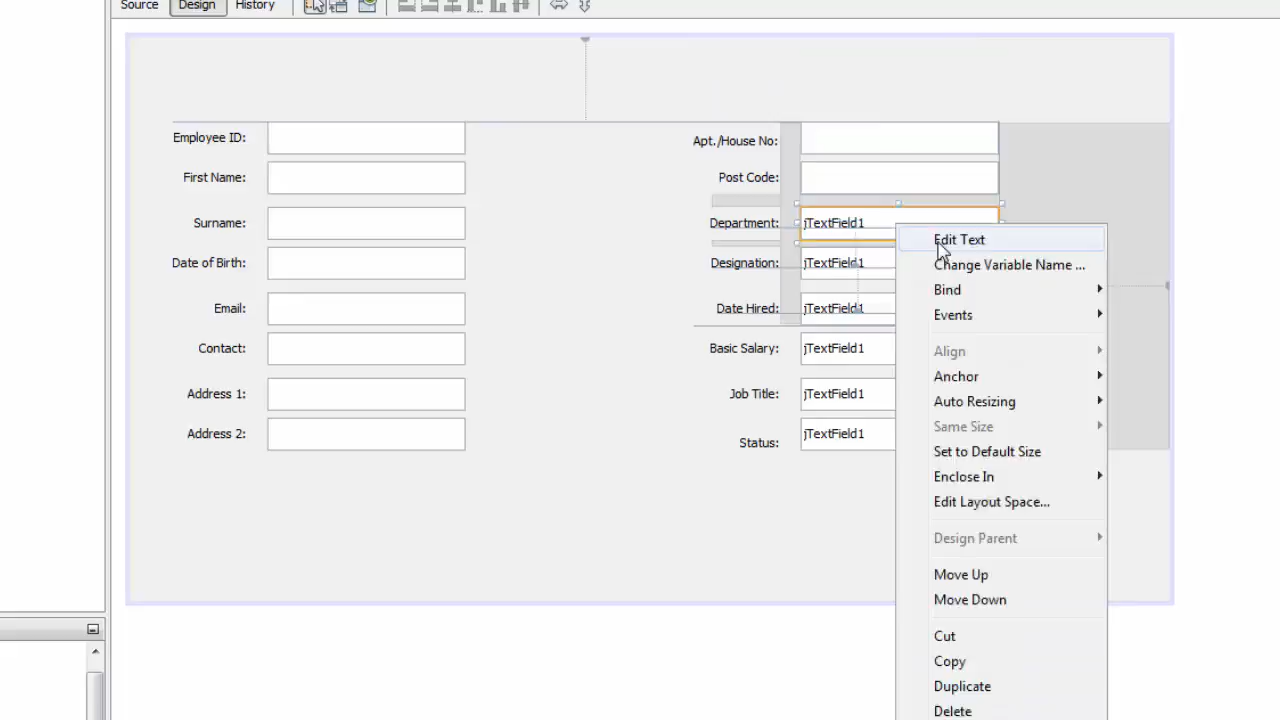 Source Design History
Employee ID:
First Name:
Surname:
Date of Birth:
Email:
Contact:
Address 1:
Address 2:
Apt./House No:
Post Code:
Department: jTextField1
Designation: jTextField1
Date Hired: jTextField1
Basic Salary: jTextField1
Job Title: jTextField1
Status: jTextField1
Edit Text
Change Variable Name ...
Bind
Events
Align
Anchor
Auto Resizing
Same Size
Set to Default Size
Enclose In
Edit Layout Space...
Design Parent
Move Up
Move Down
Cut
Copy
Duplicate
Delete